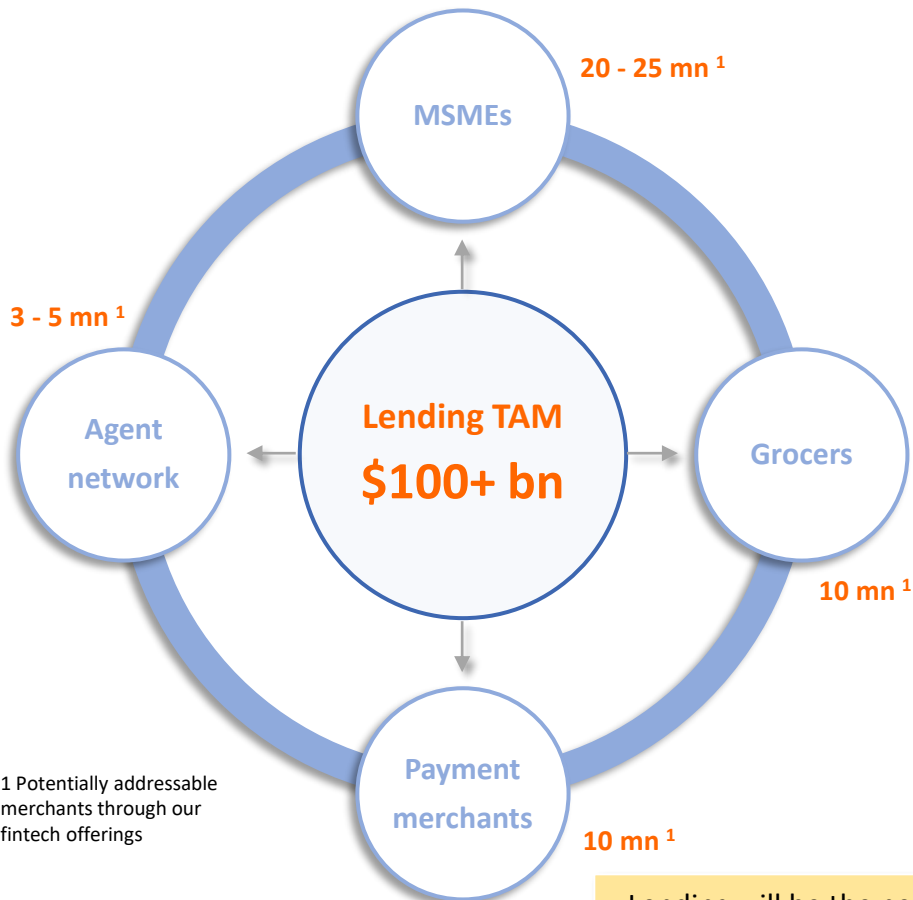 20 - 25 mn 1
MSMEs
3 - 5 mn 1
Agent
network
Lending TAM
$100+ bn
Grocers
10 mn 1
Payment
merchants
10 mn 1
1 Potentially addressable
merchants through our
fintech offerings